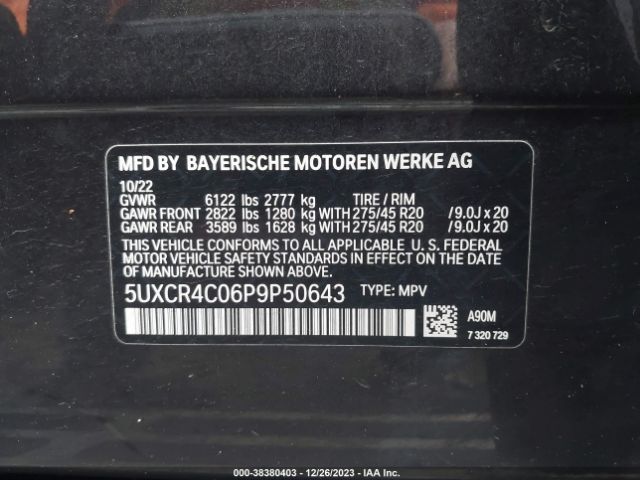 MFD BY BAYERISCHE MOTOREN WERKE AG
10/22
GVWR 6122 lbs 2777 kg TIRE / RIM
GAWR FRONT 2822 lbs 1280 kg WITH 275/45 R20 / 9.0J x 20
GAWR REAR 3589 lbs 1628 kg WITH 275/45 R20 / 9.0J x 20
THIS VEHICLE CONFORMS TO ALL APPLICABLE U. S. FEDERAL
MOTOR VEHICLE SAFETY STANDARDS IN EFFECT ON THE DATE
OF MANUFACTURE SHOWN ABOVE.
5UXCR4C06P9P50643 TYPE: MPV
A90M
7 320 729
000-38380403 - 12/26/2023 - IAA Inc.